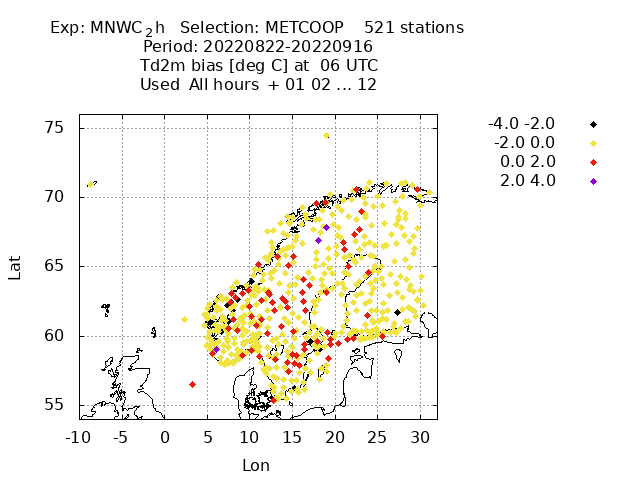 Exp: MNWC_2h   Selection: METCOOP    521 stations
Period: 20220822-20220916
Td2m bias [deg C] at  06 UTC
Used  All hours + 01 02 ... 12
-4.0 -2.0
-2.0 0.0
0.0 2.0
2.0 4.0
75
70
65
60
55
Lat
-10 -5 0 5 10 15 20 25 30
Lon